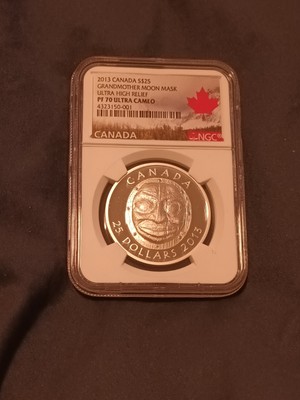 2013 CANADA S$25
GRANDMOTHER MOON MASK
ULTRA HIGH RELIEF
PF 70 ULTRA CAMEO
4323150-001
CANADA
NGC
CANADA
25 DOLLARS 2013